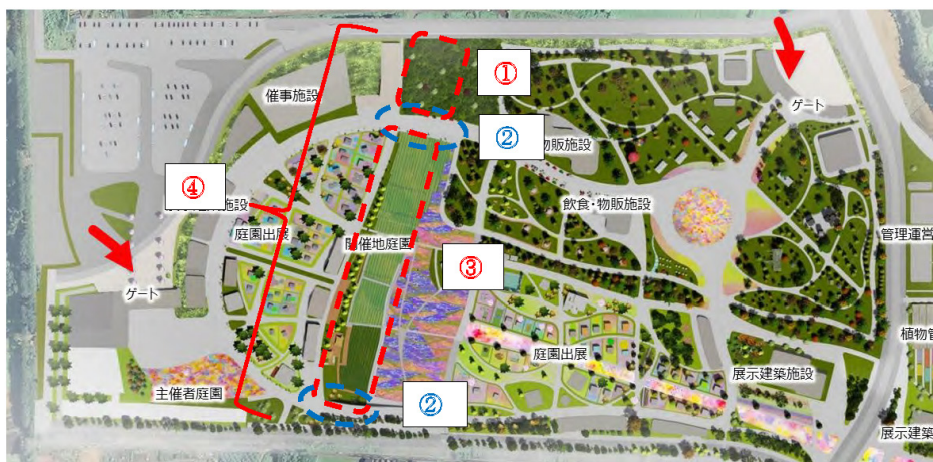 催事施設
①
ゲート
②
物販施設
④
施設
飲食・物販施設
庭園出展
開催地庭園
管理運営
③
ゲート
植物管
庭園出展
展示建築施設
主催者庭園
②
展示建築